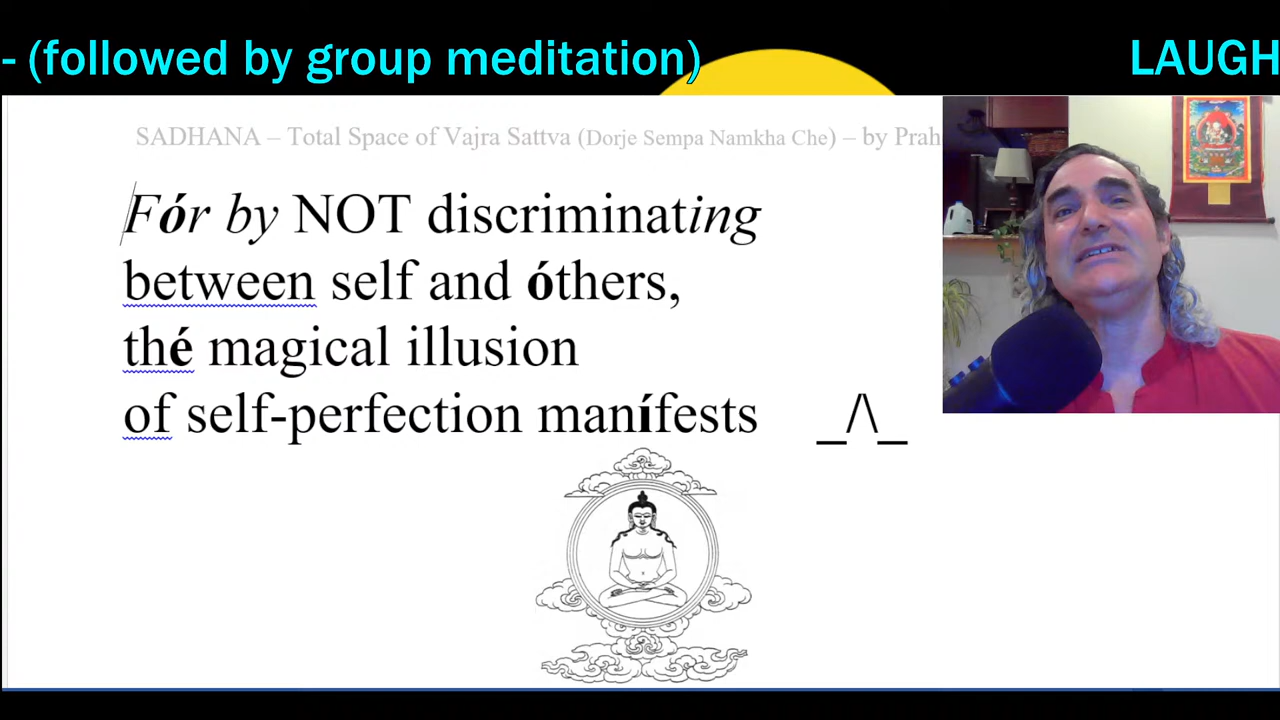 - (followed by group meditation)
LAUGH
SADHANA – Total Space of Vajra Sattva (Dorje Sempa Namkha Che) – by Prah
Fór by NOT discriminating
between self and óthers,
thé magical illusion
of self-perfection manífests _/\_